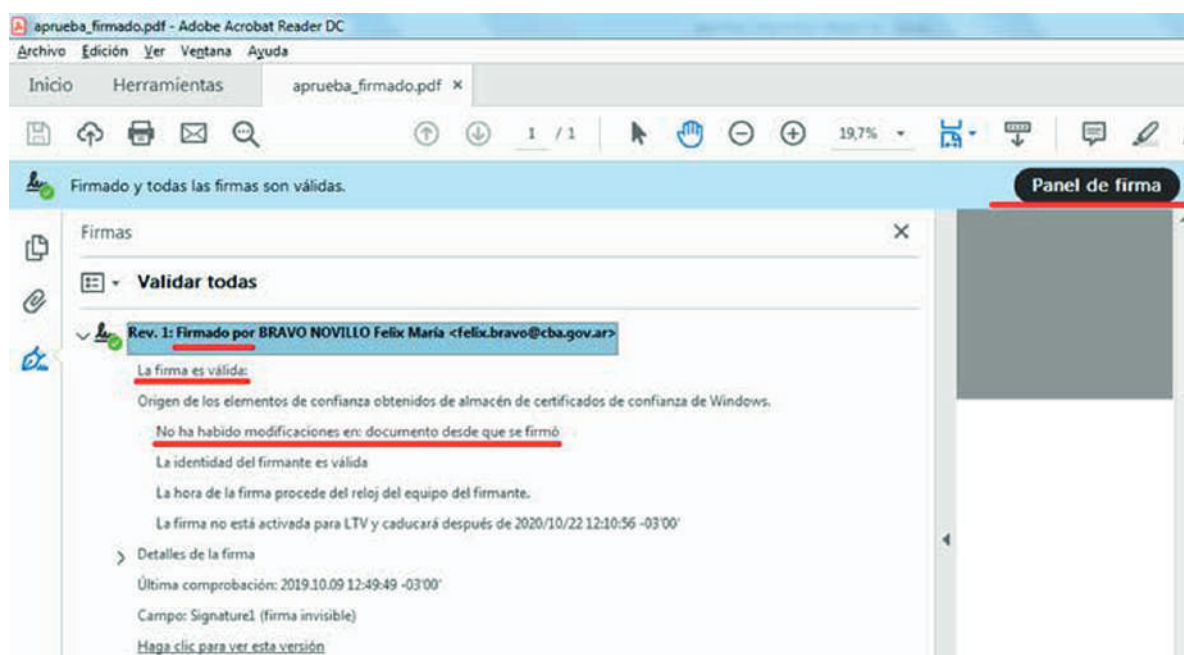 aprueba_firmado.pdf - Adobe Acrobat Reader DC
Archivo Edición Ver Ventana Ayuda
Inicio Herramientas aprueba_firmado.pdf ×
1 / 1 19,7%
Firmado y todas las firmas son válidas. Panel de firma
Firmas
Validar todas
Rev. 1: Firmado por BRAVO NOVILLO Felix María <felix.bravo@cba.gov.ar>
La firma es válida:
Origen de los elementos de confianza obtenidos de almacén de certificados de confianza de Windows.
No ha habido modificaciones en: documento desde que se firmó
La identidad del firmante es válida
La hora de la firma procede del reloj del equipo del firmante.
La firma no está activada para LTV y caducará después de 2020/10/22 12:10:56 -03'00'
Detalles de la firma
Última comprobación: 2019.10.09 12:49:49 -03'00'
Campo: Signature1 (firma invisible)
Haga clic para ver esta versión